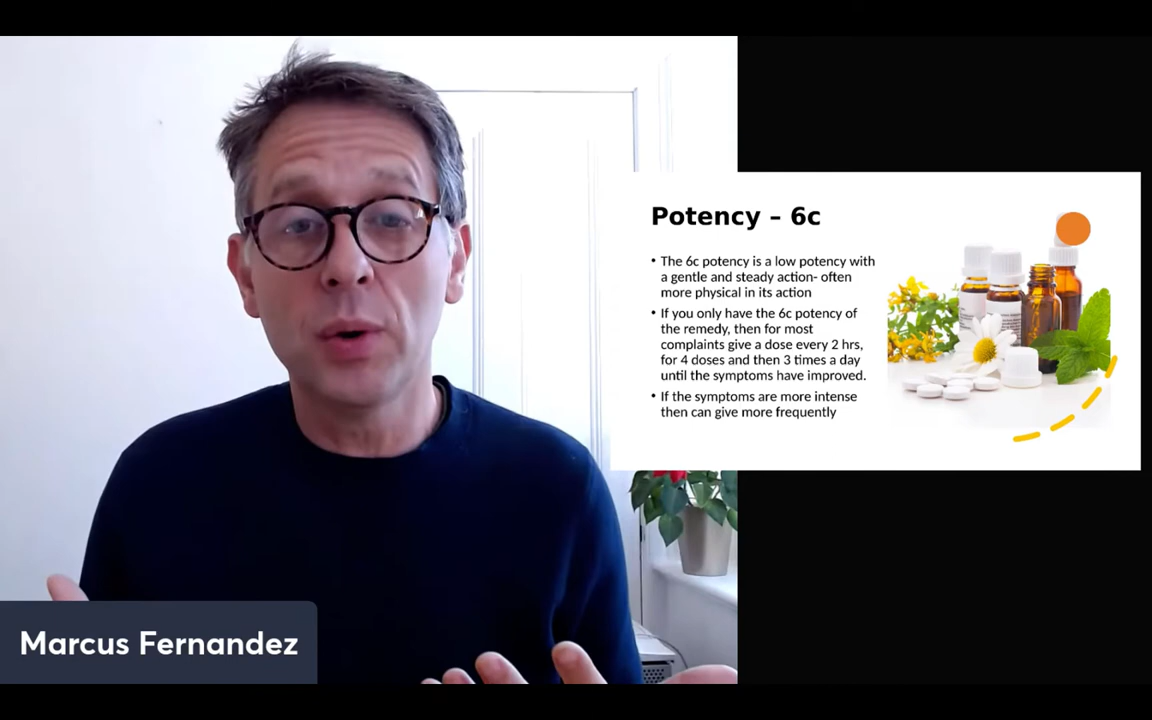 Potency – 6c
• The 6c potency is a low potency with
a gentle and steady action- often
more physical in its action
• If you only have the 6c potency of
the remedy, then for most
complaints give a dose every 2 hrs,
for 4 doses and then 3 times a day
until the symptoms have improved.
• If the symptoms are more intense
then can give more frequently
Marcus Fernandez